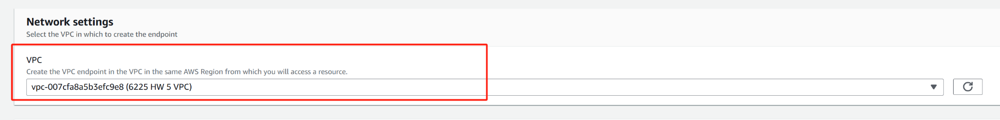 Network settings
Select the VPC in which to create the endpoint
VPC
Create the VPC endpoint in the VPC in the same AWS Region from which you will access a resource.
vpc-007cfa8a5b3efc9e8 (6225 HW 5 VPC)